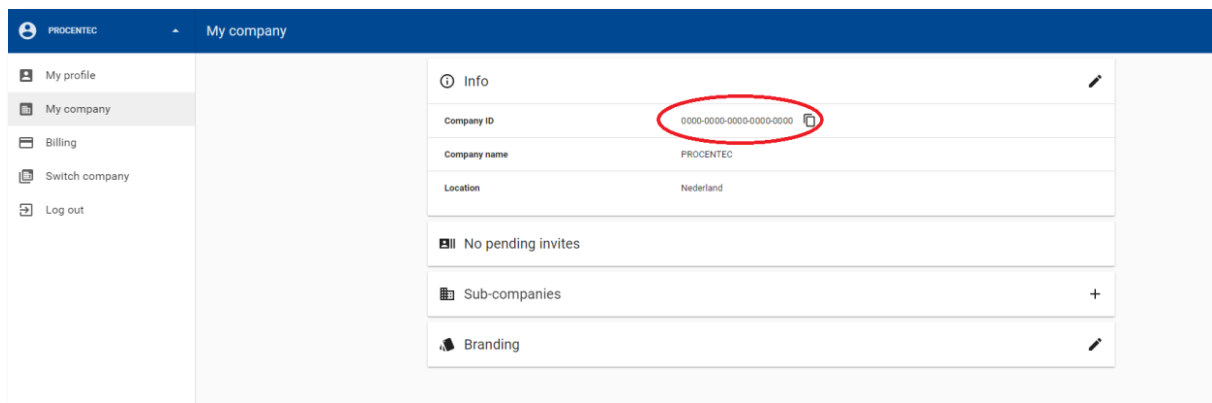 PROCENTEC
My company
My profile
My company
Billing
Switch company
Log out
Info
Company ID 0000-0000-0000-0000-0000
Company name PROCENTEC
Location Nederland
No pending invites
Sub-companies
Branding